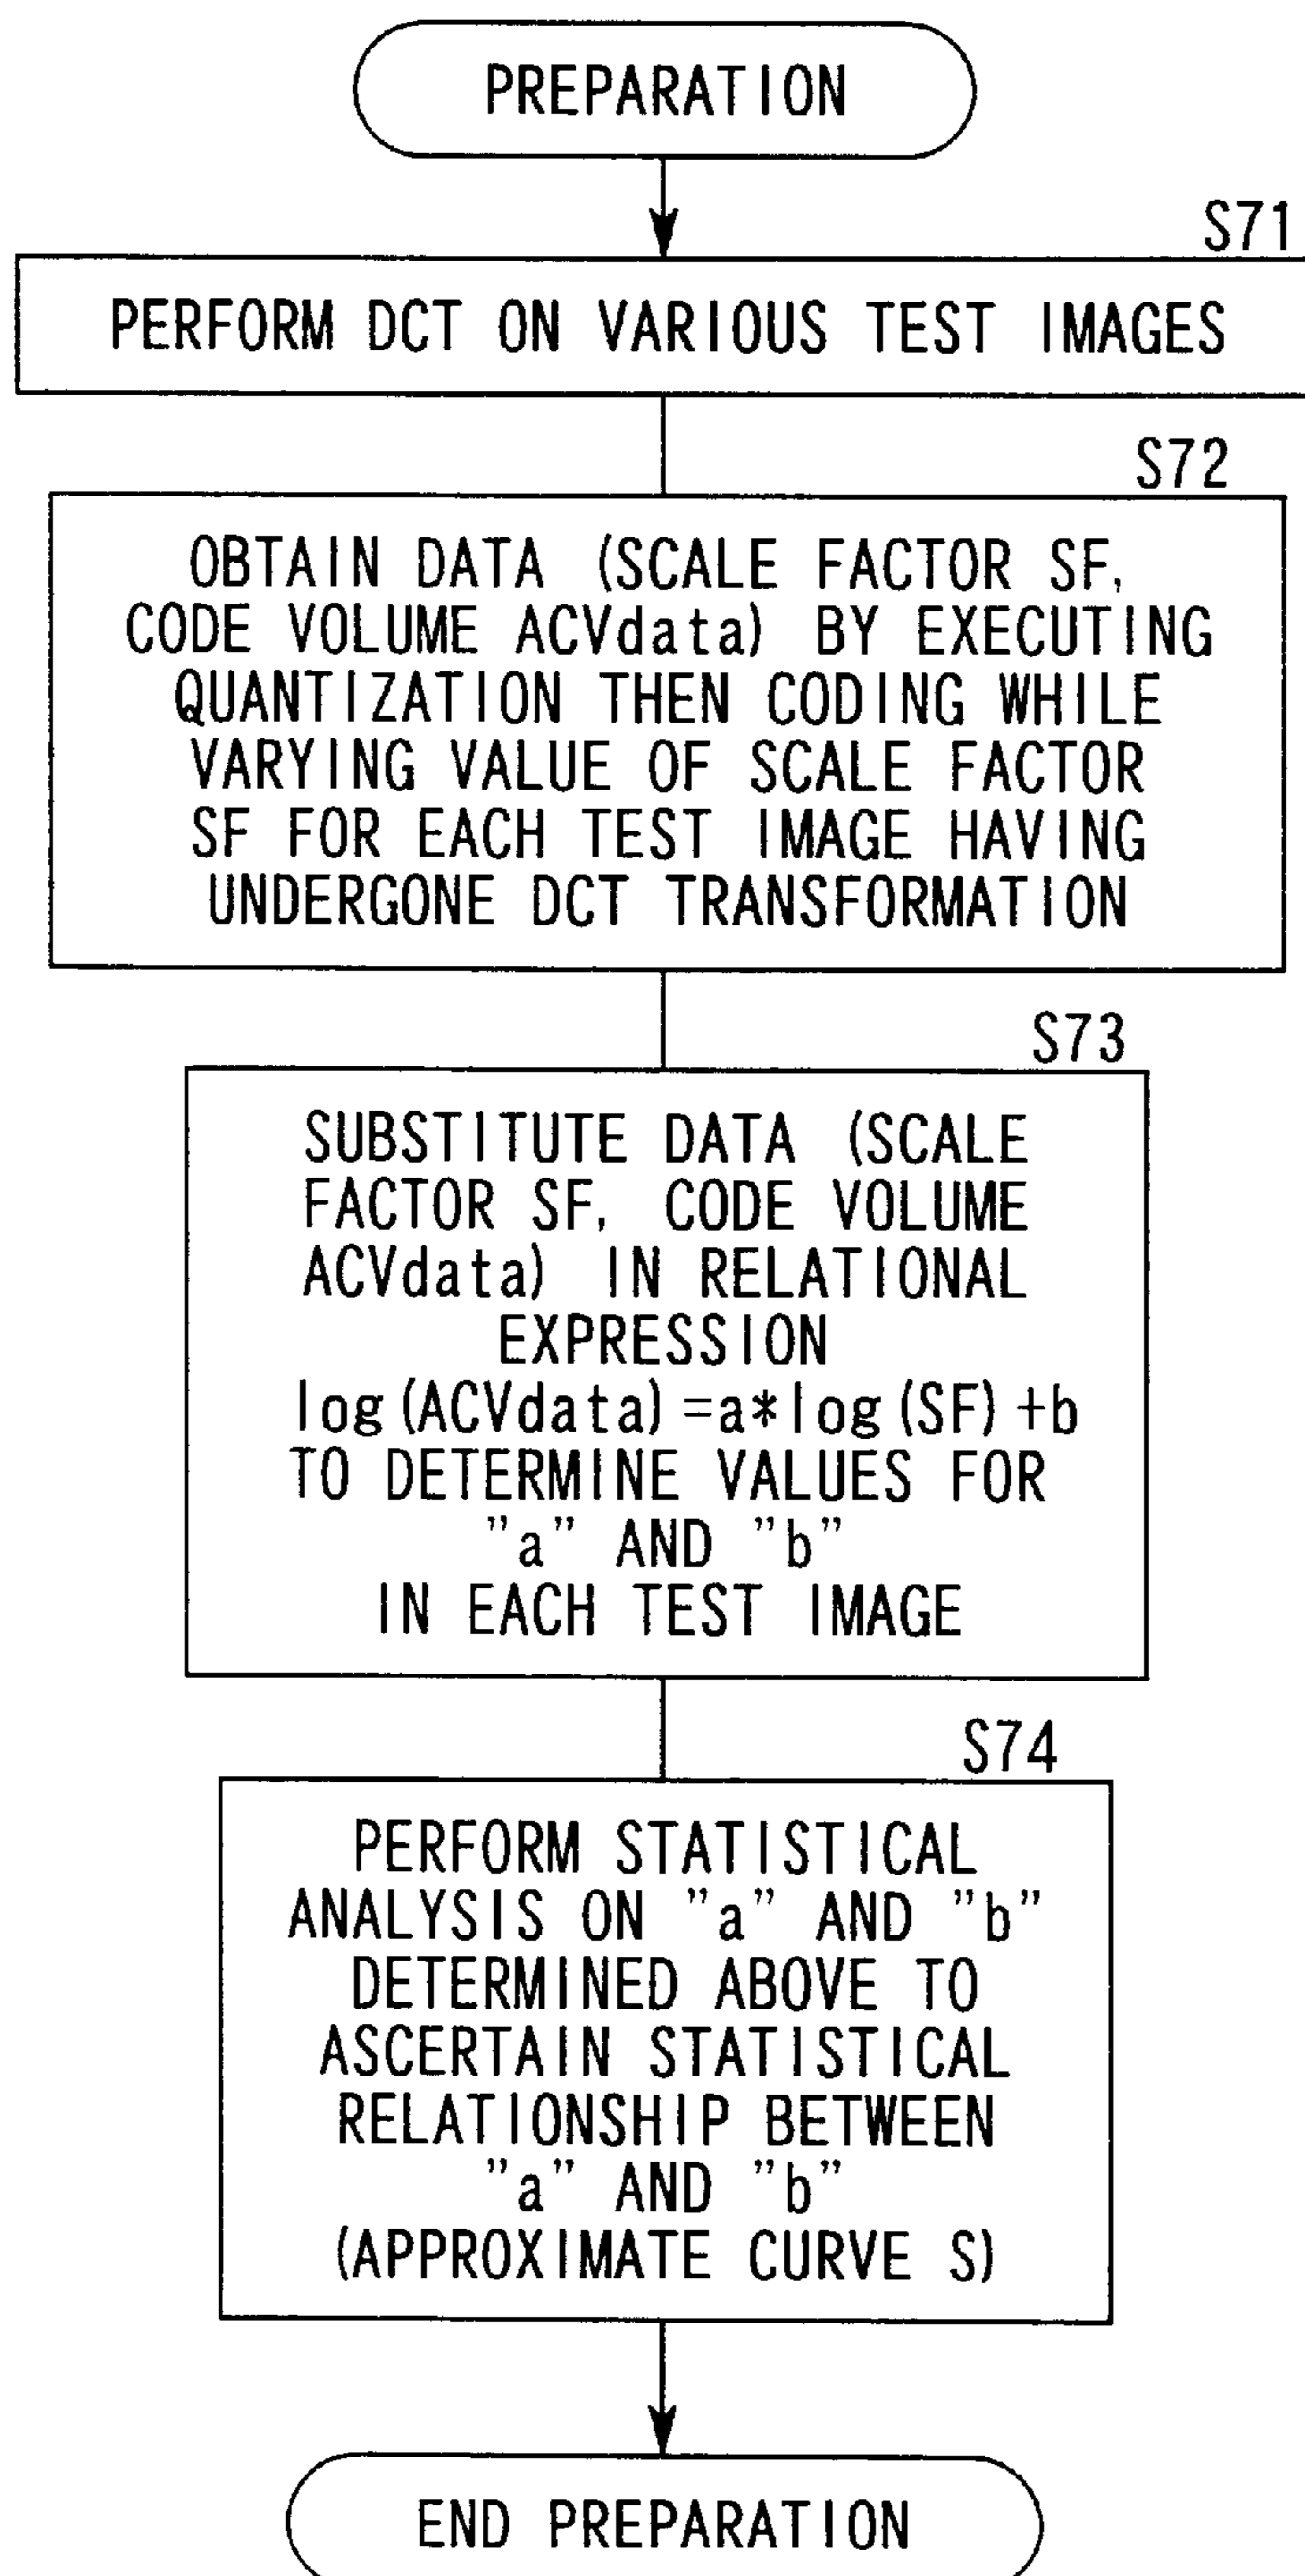 PREPARATION
S71
PERFORM DCT ON VARIOUS TEST IMAGES
S72
OBTAIN DATA (SCALE FACTOR SF,
CODE VOLUME ACVdata) BY EXECUTING
QUANTIZATION THEN CODING WHILE
VARYING VALUE OF SCALE FACTOR
SF FOR EACH TEST IMAGE HAVING
UNDERGONE DCT TRANSFORMATION
S73
SUBSTITUTE DATA (SCALE
FACTOR SF, CODE VOLUME
ACVdata) IN RELATIONAL
EXPRESSION
log(ACVdata)=a*log(SF)+b
TO DETERMINE VALUES FOR
"a" AND "b"
IN EACH TEST IMAGE
S74
PERFORM STATISTICAL
ANALYSIS ON "a" AND "b"
DETERMINED ABOVE TO
ASCERTAIN STATISTICAL
RELATIONSHIP BETWEEN
"a" AND "b"
(APPROXIMATE CURVE S)
END PREPARATION